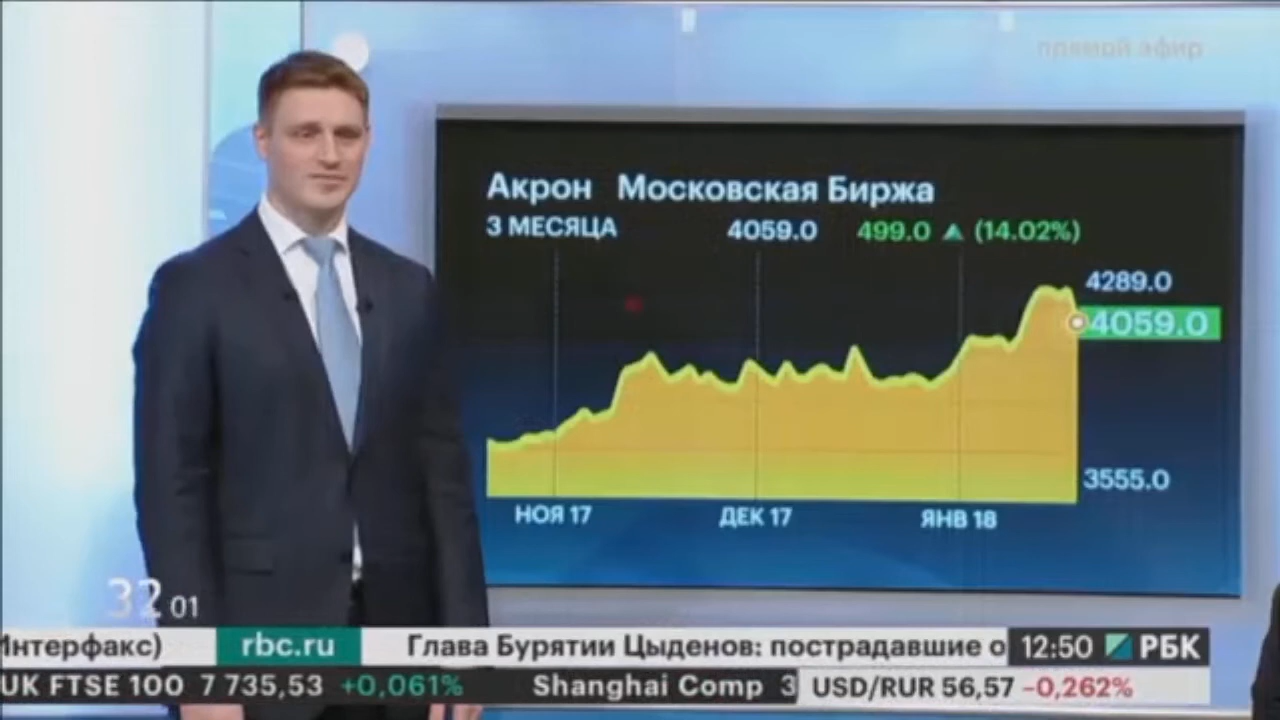 прямой эфир
Акрон Московская Биржа
3 МЕСЯЦА 4059.0 499.0 ▲ (14.02%)
4289.0
4059.0
3555.0
НОЯ 17 ДЕК 17 ЯНВ 18
32 01
Интерфакс) rbc.ru Глава Бурятии Цыденов: пострадавшие о 12:50 РБК
UK FTSE 100 7 735,53 +0,061% Shanghai Comp 3 USD/RUR 56,57 -0,262%